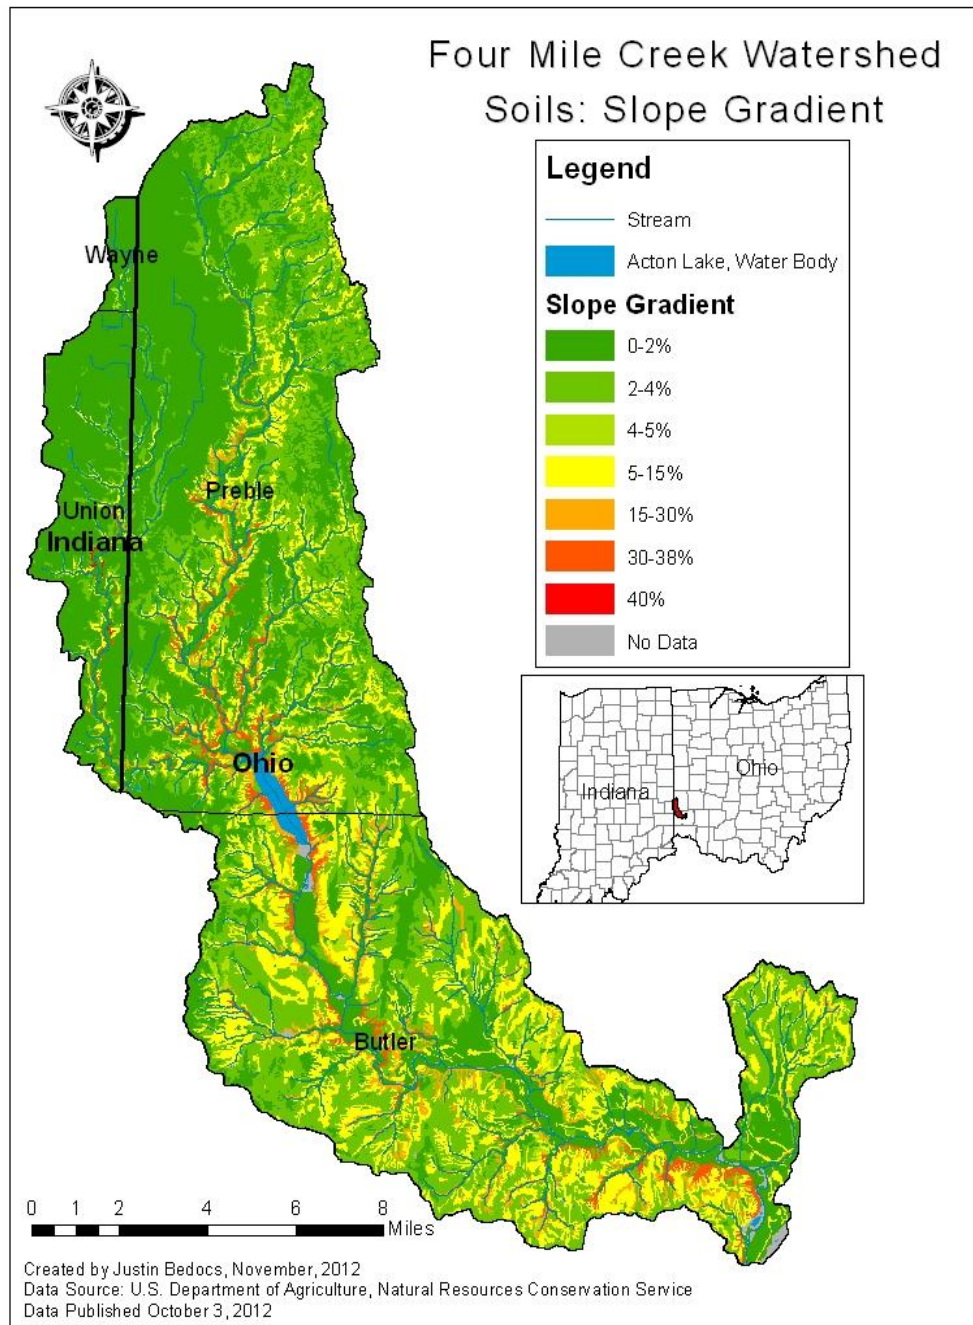 Four Mile Creek Watershed
Soils: Slope Gradient
Legend
Stream
Acton Lake, Water Body
Slope Gradient
0-2%
2-4%
4-5%
5-15%
15-30%
30-38%
40%
No Data
Wayne
Preble
Union
Indiana
Ohio
Butler
Indiana
Ohio
0 1 2 4 6 8
Miles
Created by Justin Bedocs, November, 2012
Data Source: U.S. Department of Agriculture, Natural Resources Conservation Service
Data Published October 3, 2012